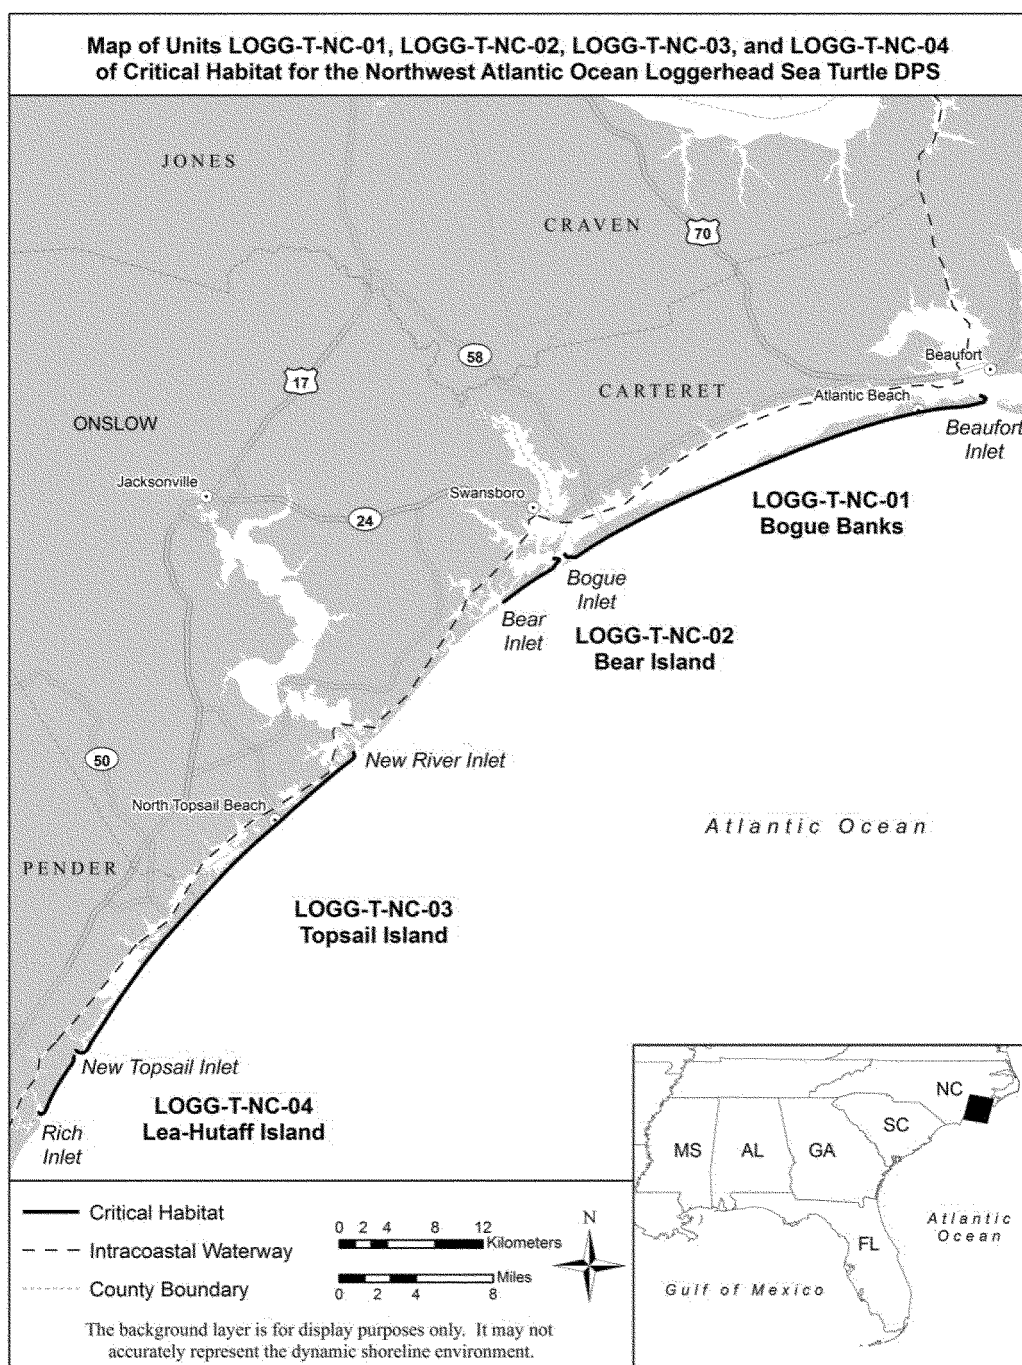 Map of Units LOGG-T-NC-01, LOGG-T-NC-02, LOGG-T-NC-03, and LOGG-T-NC-04
of Critical Habitat for the Northwest Atlantic Ocean Loggerhead Sea Turtle DPS
JONES
CRAVEN
70
58
Beaufort
17
CARTERET
Atlantic Beach
ONSLOW
Beaufort
Inlet
Jacksonville
Swansboro
LOGG-T-NC-01
Bogue Banks
24
Bogue
Inlet
Bear
Inlet
LOGG-T-NC-02
Bear Island
50
New River Inlet
North Topsail Beach
Atlantic Ocean
PENDER
LOGG-T-NC-03
Topsail Island
New Topsail Inlet
LOGG-T-NC-04
Lea-Hutaff Island
Rich
Inlet
NC
SC
MS
AL
GA
FL
Atlantic
Ocean
Gulf of Mexico
Critical Habitat
Intracoastal Waterway
County Boundary
0 2 4 8 12
Kilometers
Miles
0 2 4 8
N
The background layer is for display purposes only. It may not
accurately represent the dynamic shoreline environment.